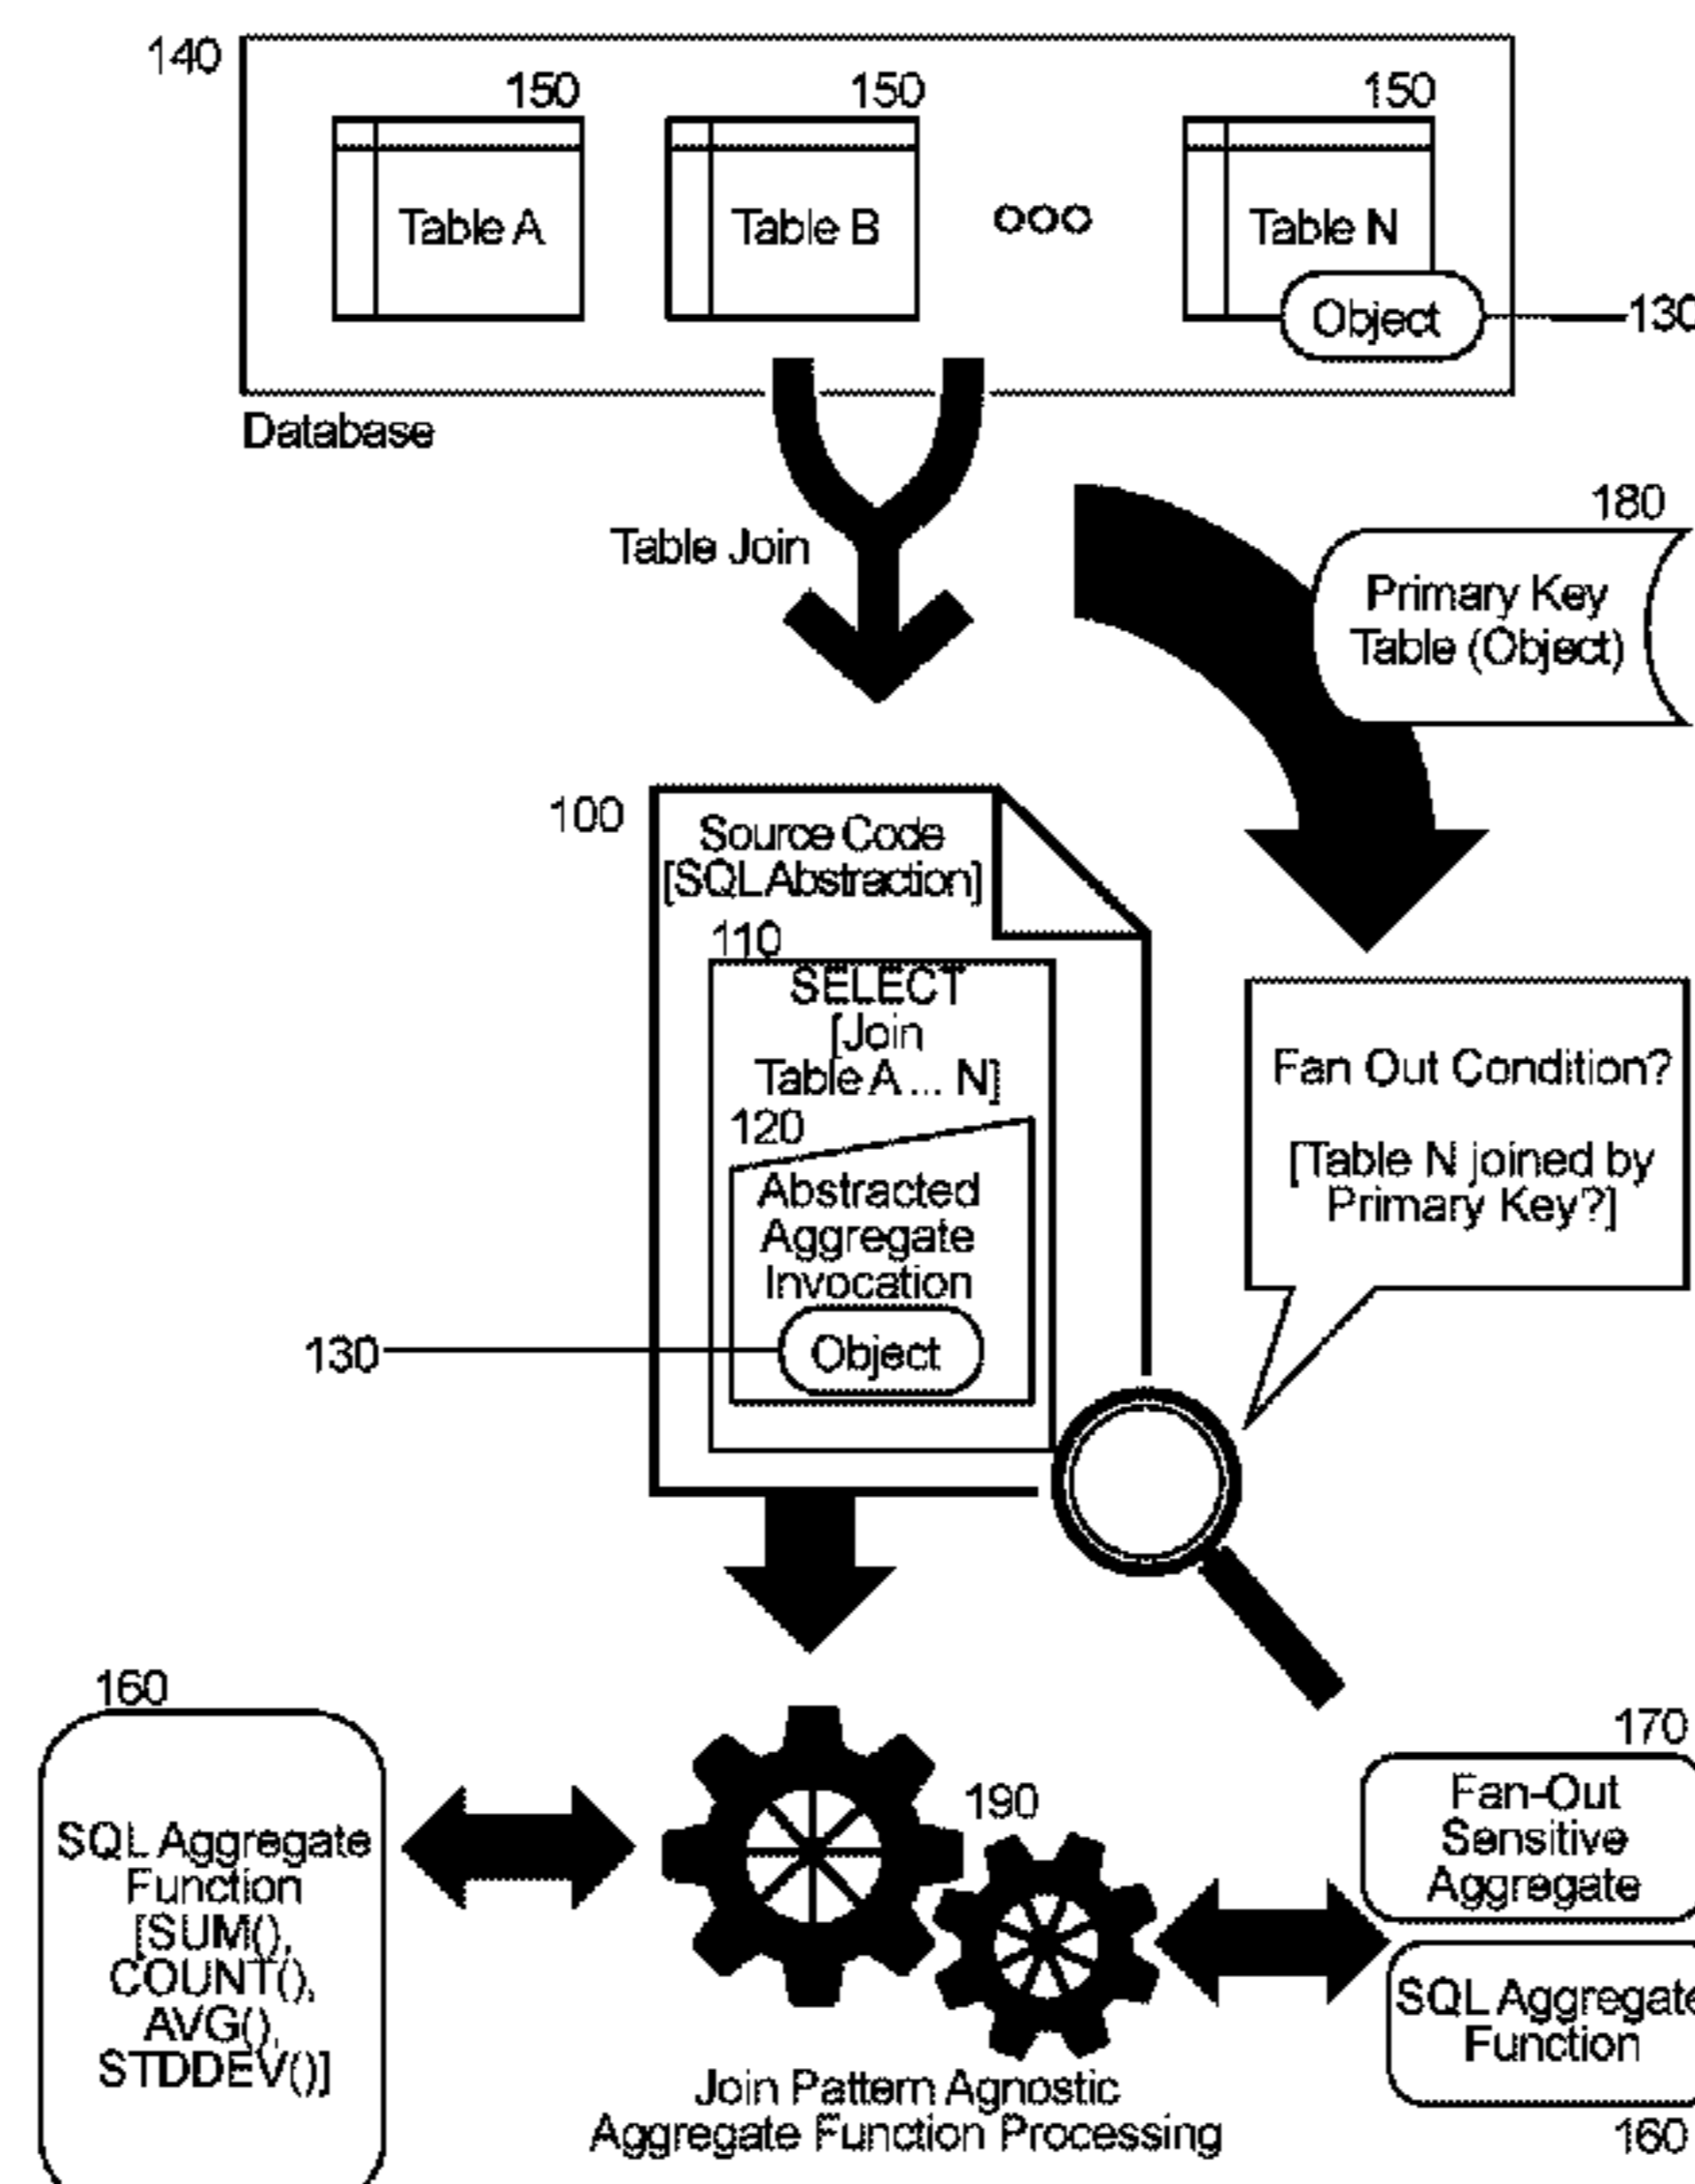 140
150
150
150
Table A
Table B
ooo
Table N
Object
130
Database
180
Table Join
Primary Key
Table (Object)
100
Source Code
[SQL Abstraction]
110
SELECT
[Join
Table A ... N]
120
Abstracted
Aggregate
Invocation
Object
130
Fan Out Condition?
[Table N joined by
Primary Key?]
160
SQL Aggregate
Function
[SUM(),
COUNT(),
AVG(),
STDDEV()]
190
170
Fan-Out
Sensitive
Aggregate
SQL Aggregate
Function
160
Join Pattern Agnostic
Aggregate Function Processing